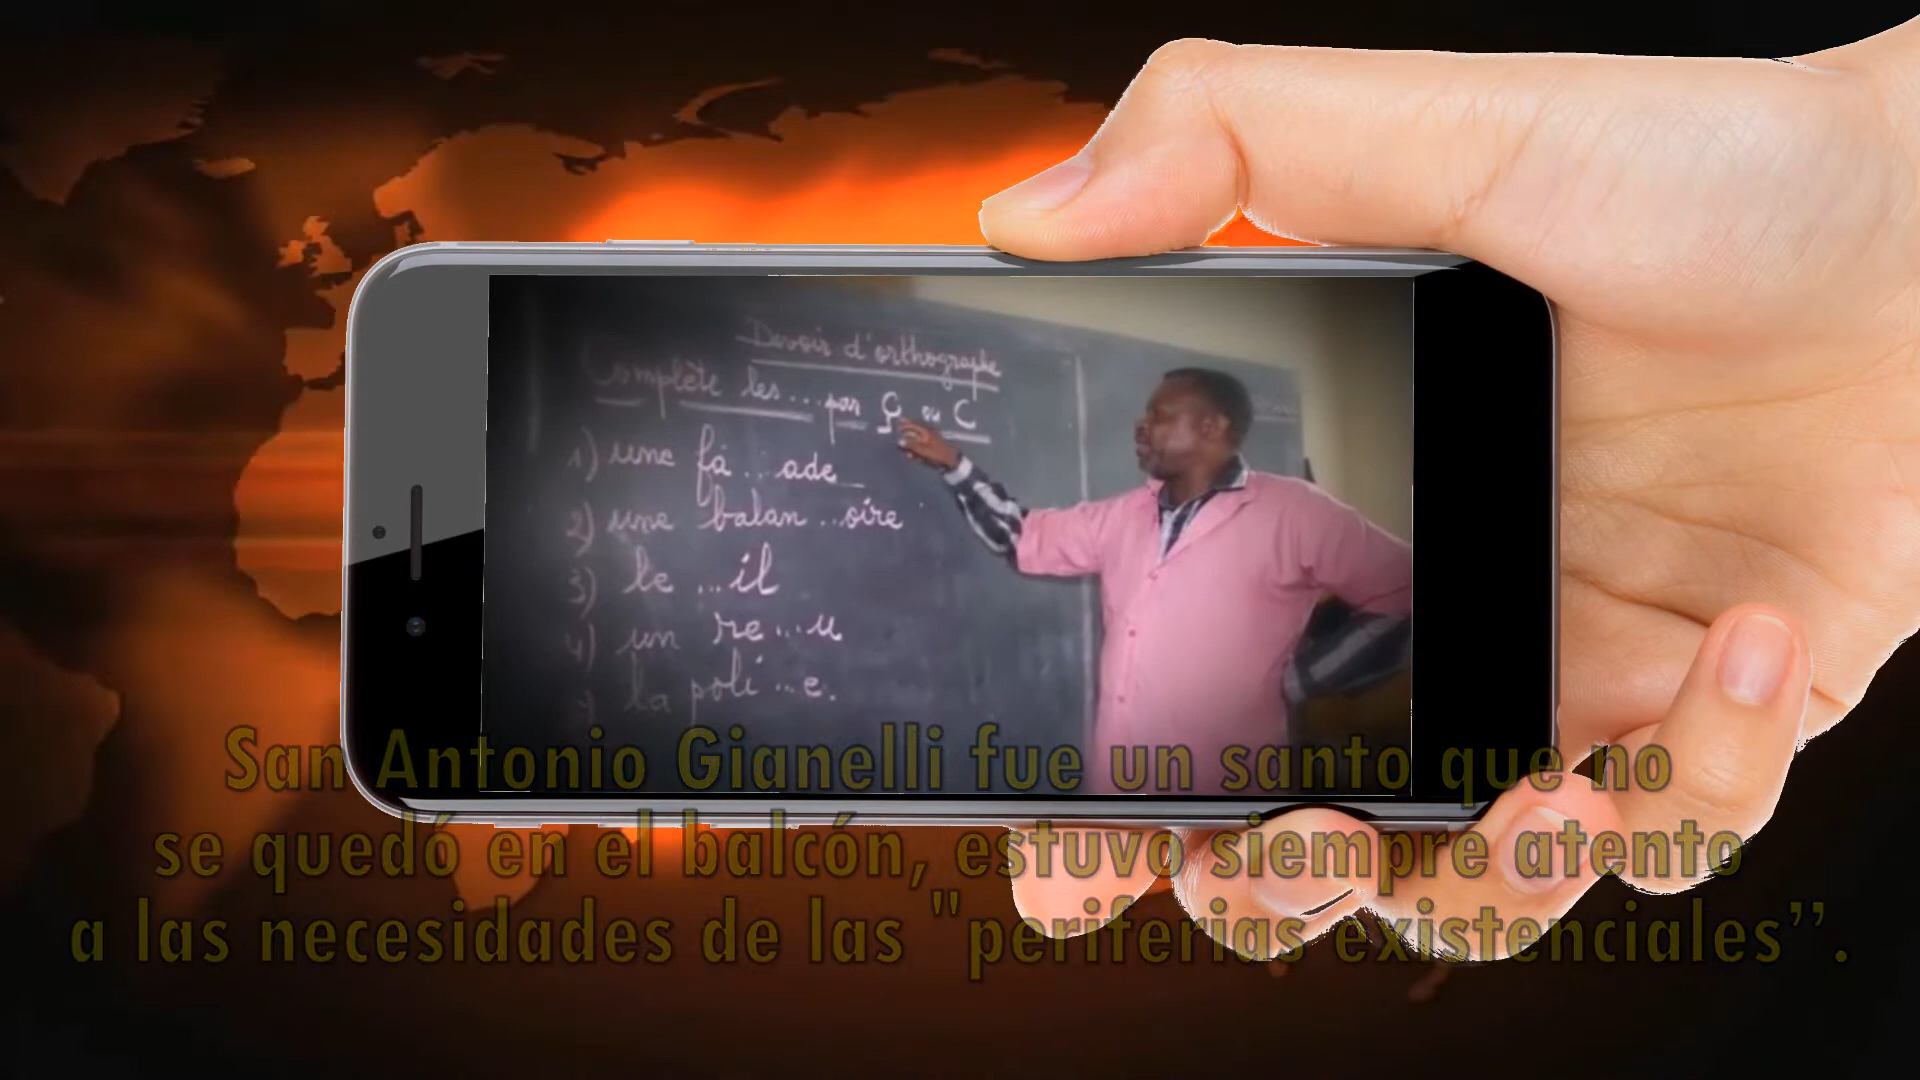 Devoir d'orthographe
Complète les ... par Ç ou C
1) une fa ... ade
2) une balan ... oire
3) le ... il
4) un re ... u
la poli ... e.
San Antonio Gianelli fue un santo que no
se quedó en el balcón, estuvo siempre atento
a las necesidades de las "periferias existenciales”.